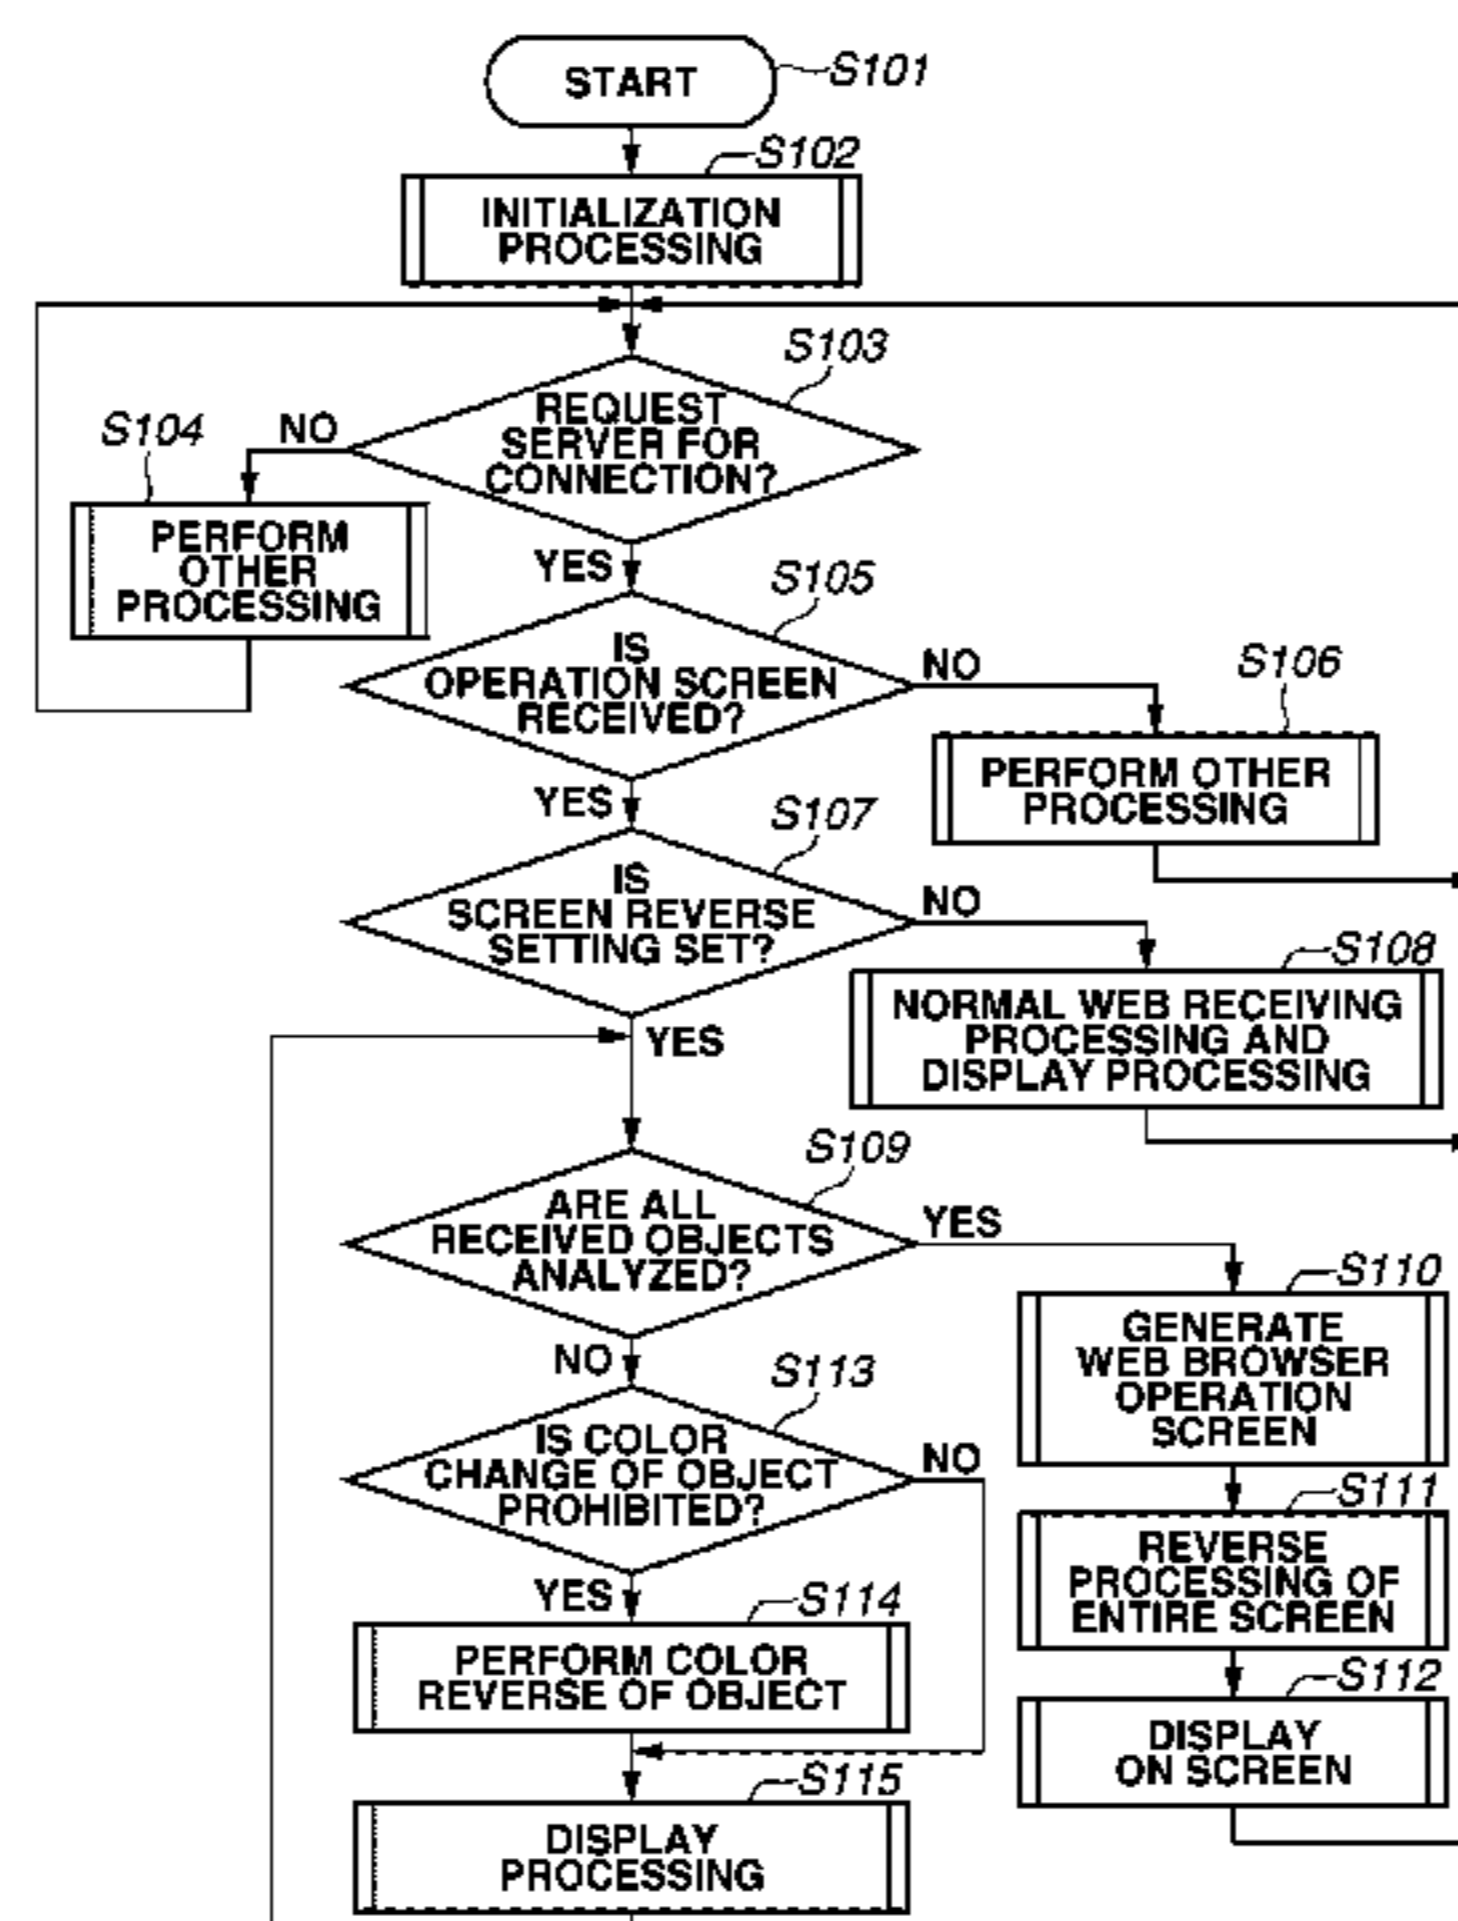 START
S101
S102
INITIALIZATION
PROCESSING
S103
REQUEST
SERVER FOR
CONNECTION?
NO
S104
PERFORM
OTHER
PROCESSING
YES
S105
IS
OPERATION SCREEN
RECEIVED?
NO
S106
PERFORM OTHER
PROCESSING
YES
S107
IS
SCREEN REVERSE
SETTING SET?
NO
S108
NORMAL WEB RECEIVING
PROCESSING AND
DISPLAY PROCESSING
YES
S109
ARE ALL
RECEIVED OBJECTS
ANALYZED?
YES
S110
GENERATE
WEB BROWSER
OPERATION
SCREEN
S111
REVERSE
PROCESSING OF
ENTIRE SCREEN
S112
DISPLAY
ON SCREEN
NO
S113
IS COLOR
CHANGE OF OBJECT
PROHIBITED?
NO
YES
S114
PERFORM COLOR
REVERSE OF OBJECT
S115
DISPLAY
PROCESSING